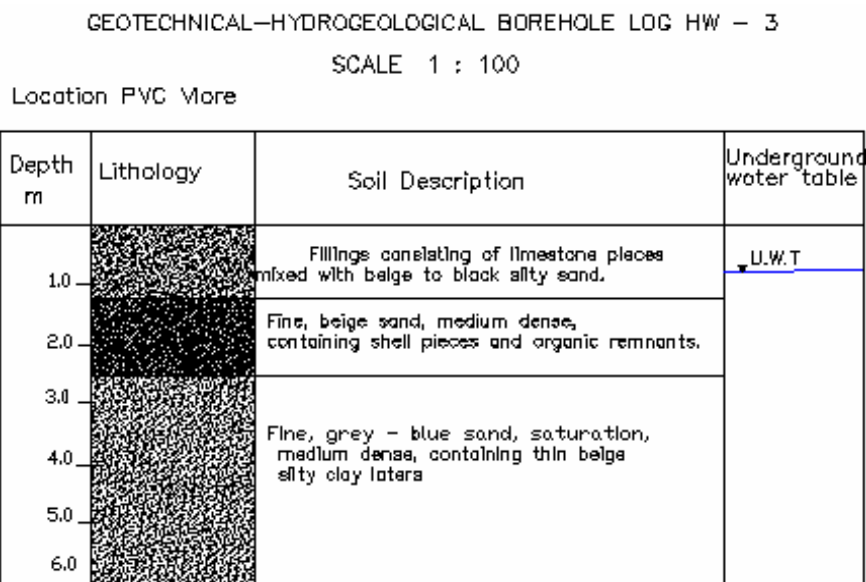 GEOTECHNICAL-HYDROGEOLOGICAL BOREHOLE LOG HW - 3
SCALE 1 : 100
Location PVC Vlore
Depth
m
Lithology
Soil Description
Underground
woter table
Fillings consisting of limestone pieces
mixed with beige to black silty sand.
U.W.T
1.0
Fine, beige sand, medium dense,
containing shell pieces and organic remnants.
2.0
3.0
Fine, grey - blue sand, saturation,
medium dense, containing thin beige
silty clay laters
4.0
5.0
6.0